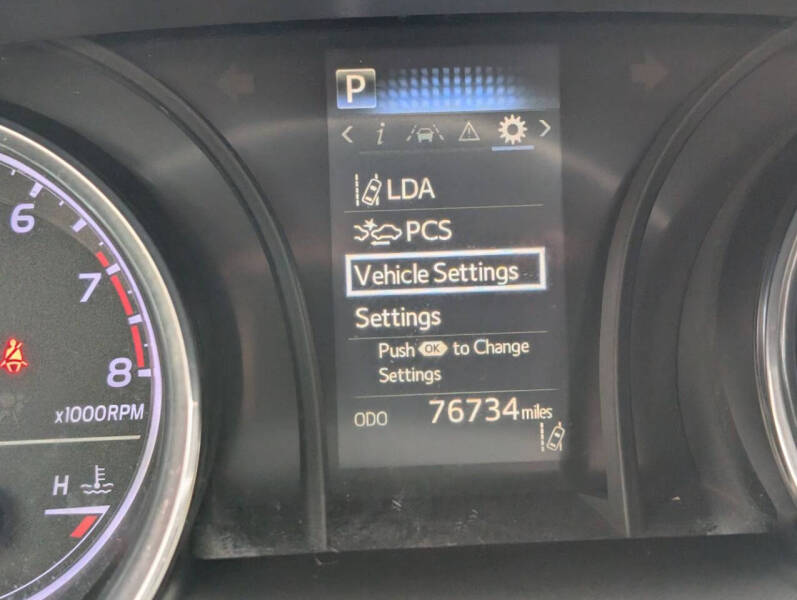 P
i
LDA
PCS
Vehicle Settings
Settings
Push OK to Change
Settings
ODO 76734 miles
6
7
8
x1000RPM
H